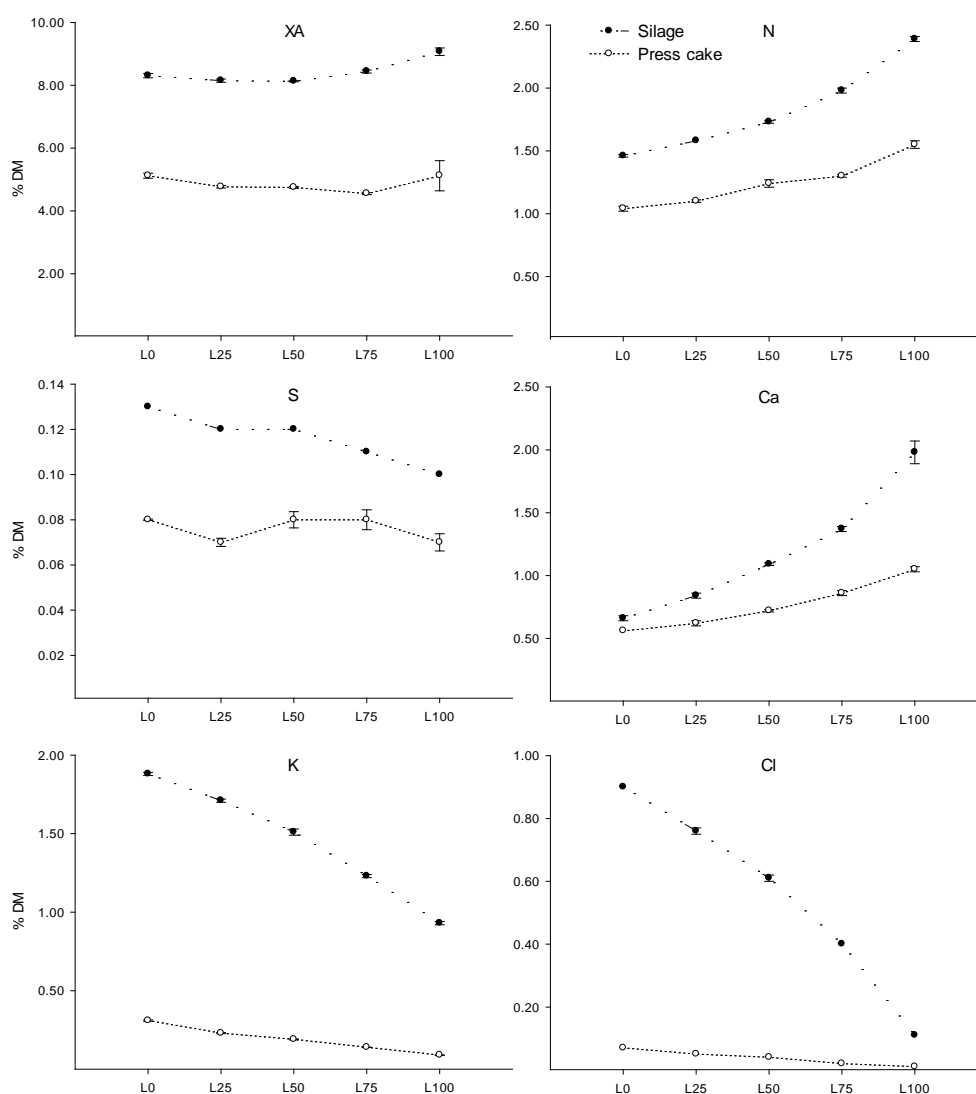 XA
10.00
8.00
6.00
4.00
2.00
% DM
L0 L25 L50 L75 L100
N
Silage
Press cake
2.50
2.00
1.50
1.00
0.50
L0 L25 L50 L75 L100
S
0.14
0.12
0.10
0.08
0.06
0.04
0.02
% DM
L0 L25 L50 L75 L100
Ca
2.50
2.00
1.50
1.00
0.50
L0 L25 L50 L75 L100
K
2.00
1.50
1.00
0.50
% DM
L0 L25 L50 L75 L100
Cl
1.00
0.80
0.60
0.40
0.20
L0 L25 L50 L75 L100